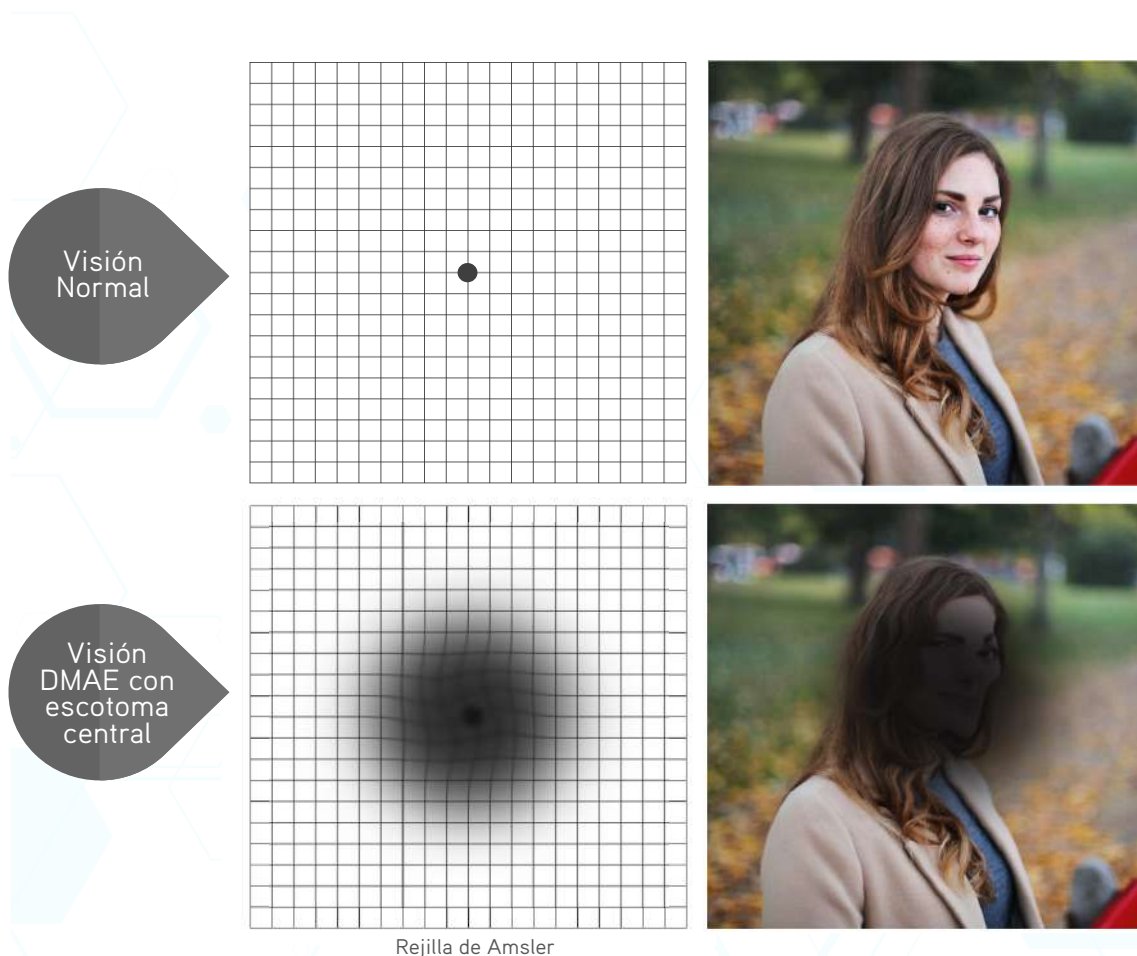 Visión
Normal
Visión
DMAE con
escotoma
central
Rejilla de Amsler